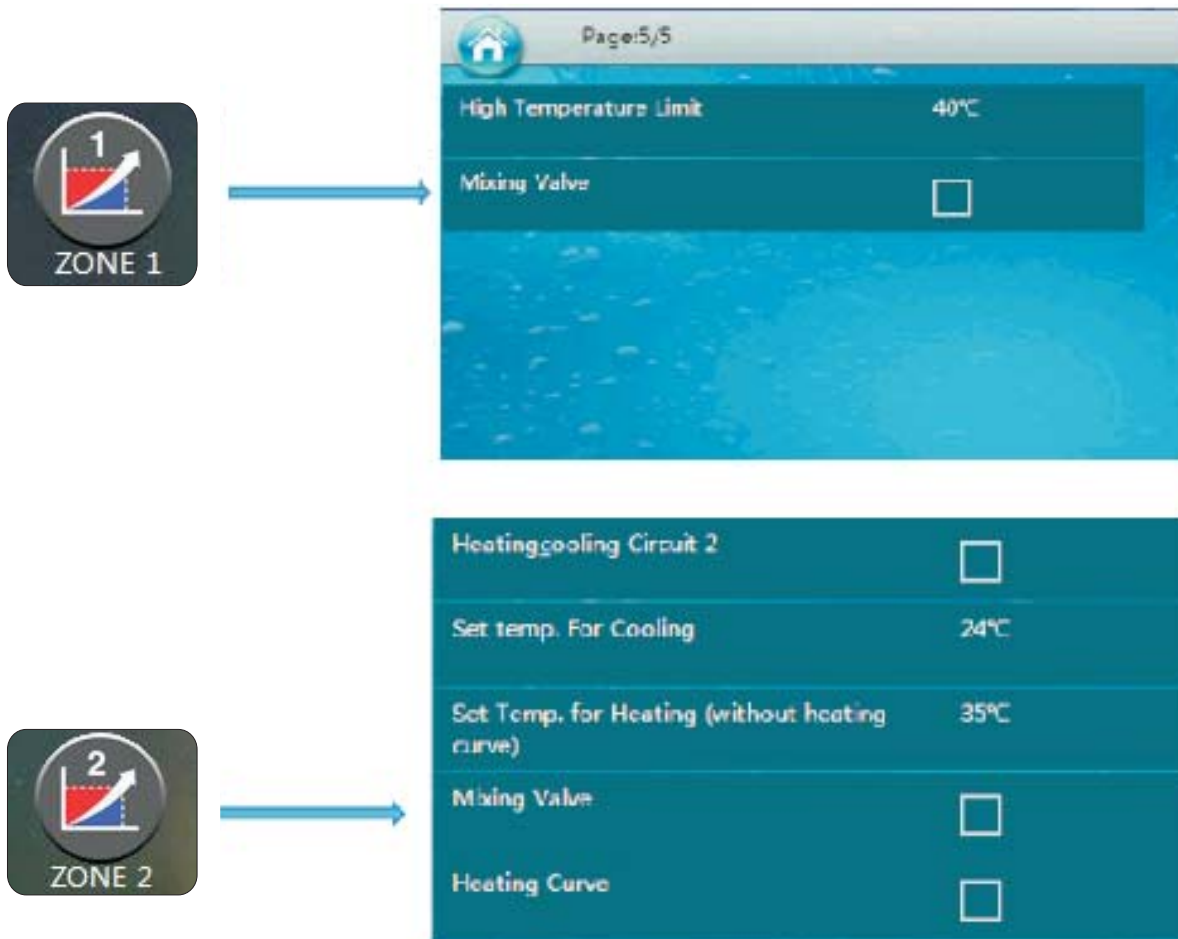 Page:5/5
High Temperature Limit 40℃
1
Mixing Valve
ZONE 1
Heatingcooling Circuit 2
Set temp. For Cooling 24℃
Set Temp. for Heating (without heating 35℃
curve)
2
Mixing Valve
ZONE 2
Heating Curve